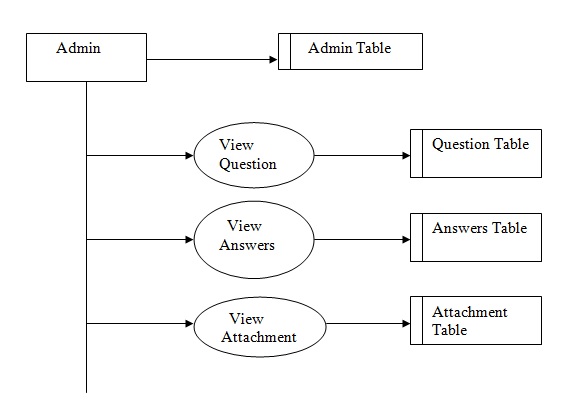 Admin
Admin Table
View
Question
Question Table
View
Answers
Answers Table
View
Attachment
Attachment
Table